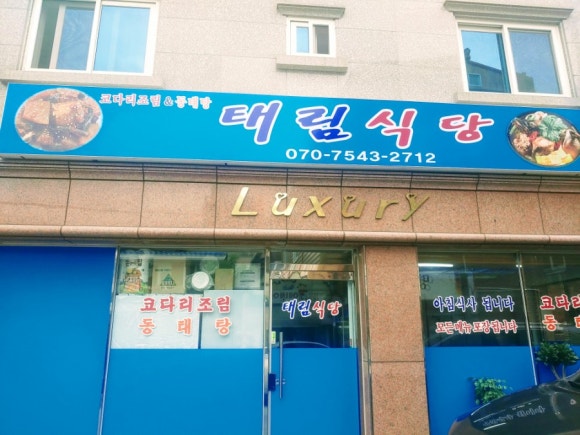 코다리조림&동태탕
태림식당
070-7543-2712
Luxury
코다리조림
동태탕
태림식당
아침식사 됩니다
모든메뉴 포장됩니다
코다리조림
동태